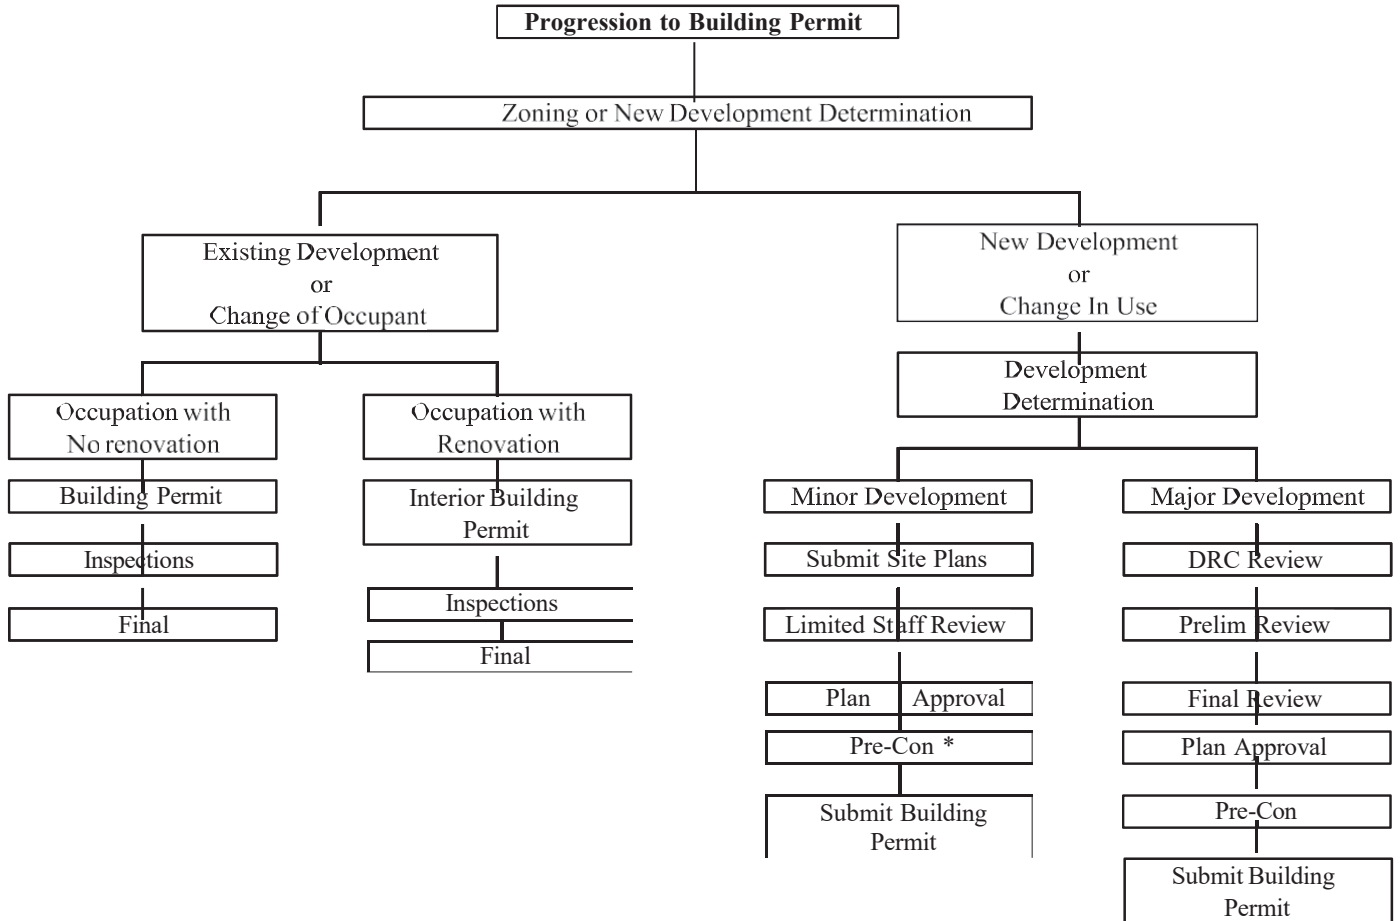 Progression to Building Permit
Zoning or New Development Determination
Existing Development
or
Change of Occupant
Occupation with
No renovation
Building Permit
Inspections
Final
Occupation with
Renovation
Interior Building
Permit
Inspections
Final
New Development
or
Change In Use
Development
Determination
Minor Development
Submit Site Plans
Limited Staff Review
Plan Approval
Pre-Con *
Submit Building
Permit
Major Development
DRC Review
Prelim Review
Final Review
Plan Approval
Pre-Con
Submit Building
Permit